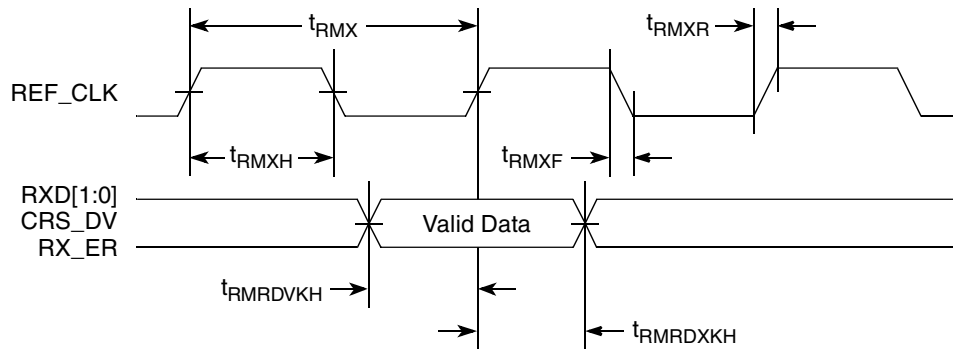 tRMX
tRMXR
REF_CLK
tRMXH
tRMXF
RXD[1:0]
CRS_DV
Valid Data
RX_ER
tRMRDVKH
tRMRDXKH